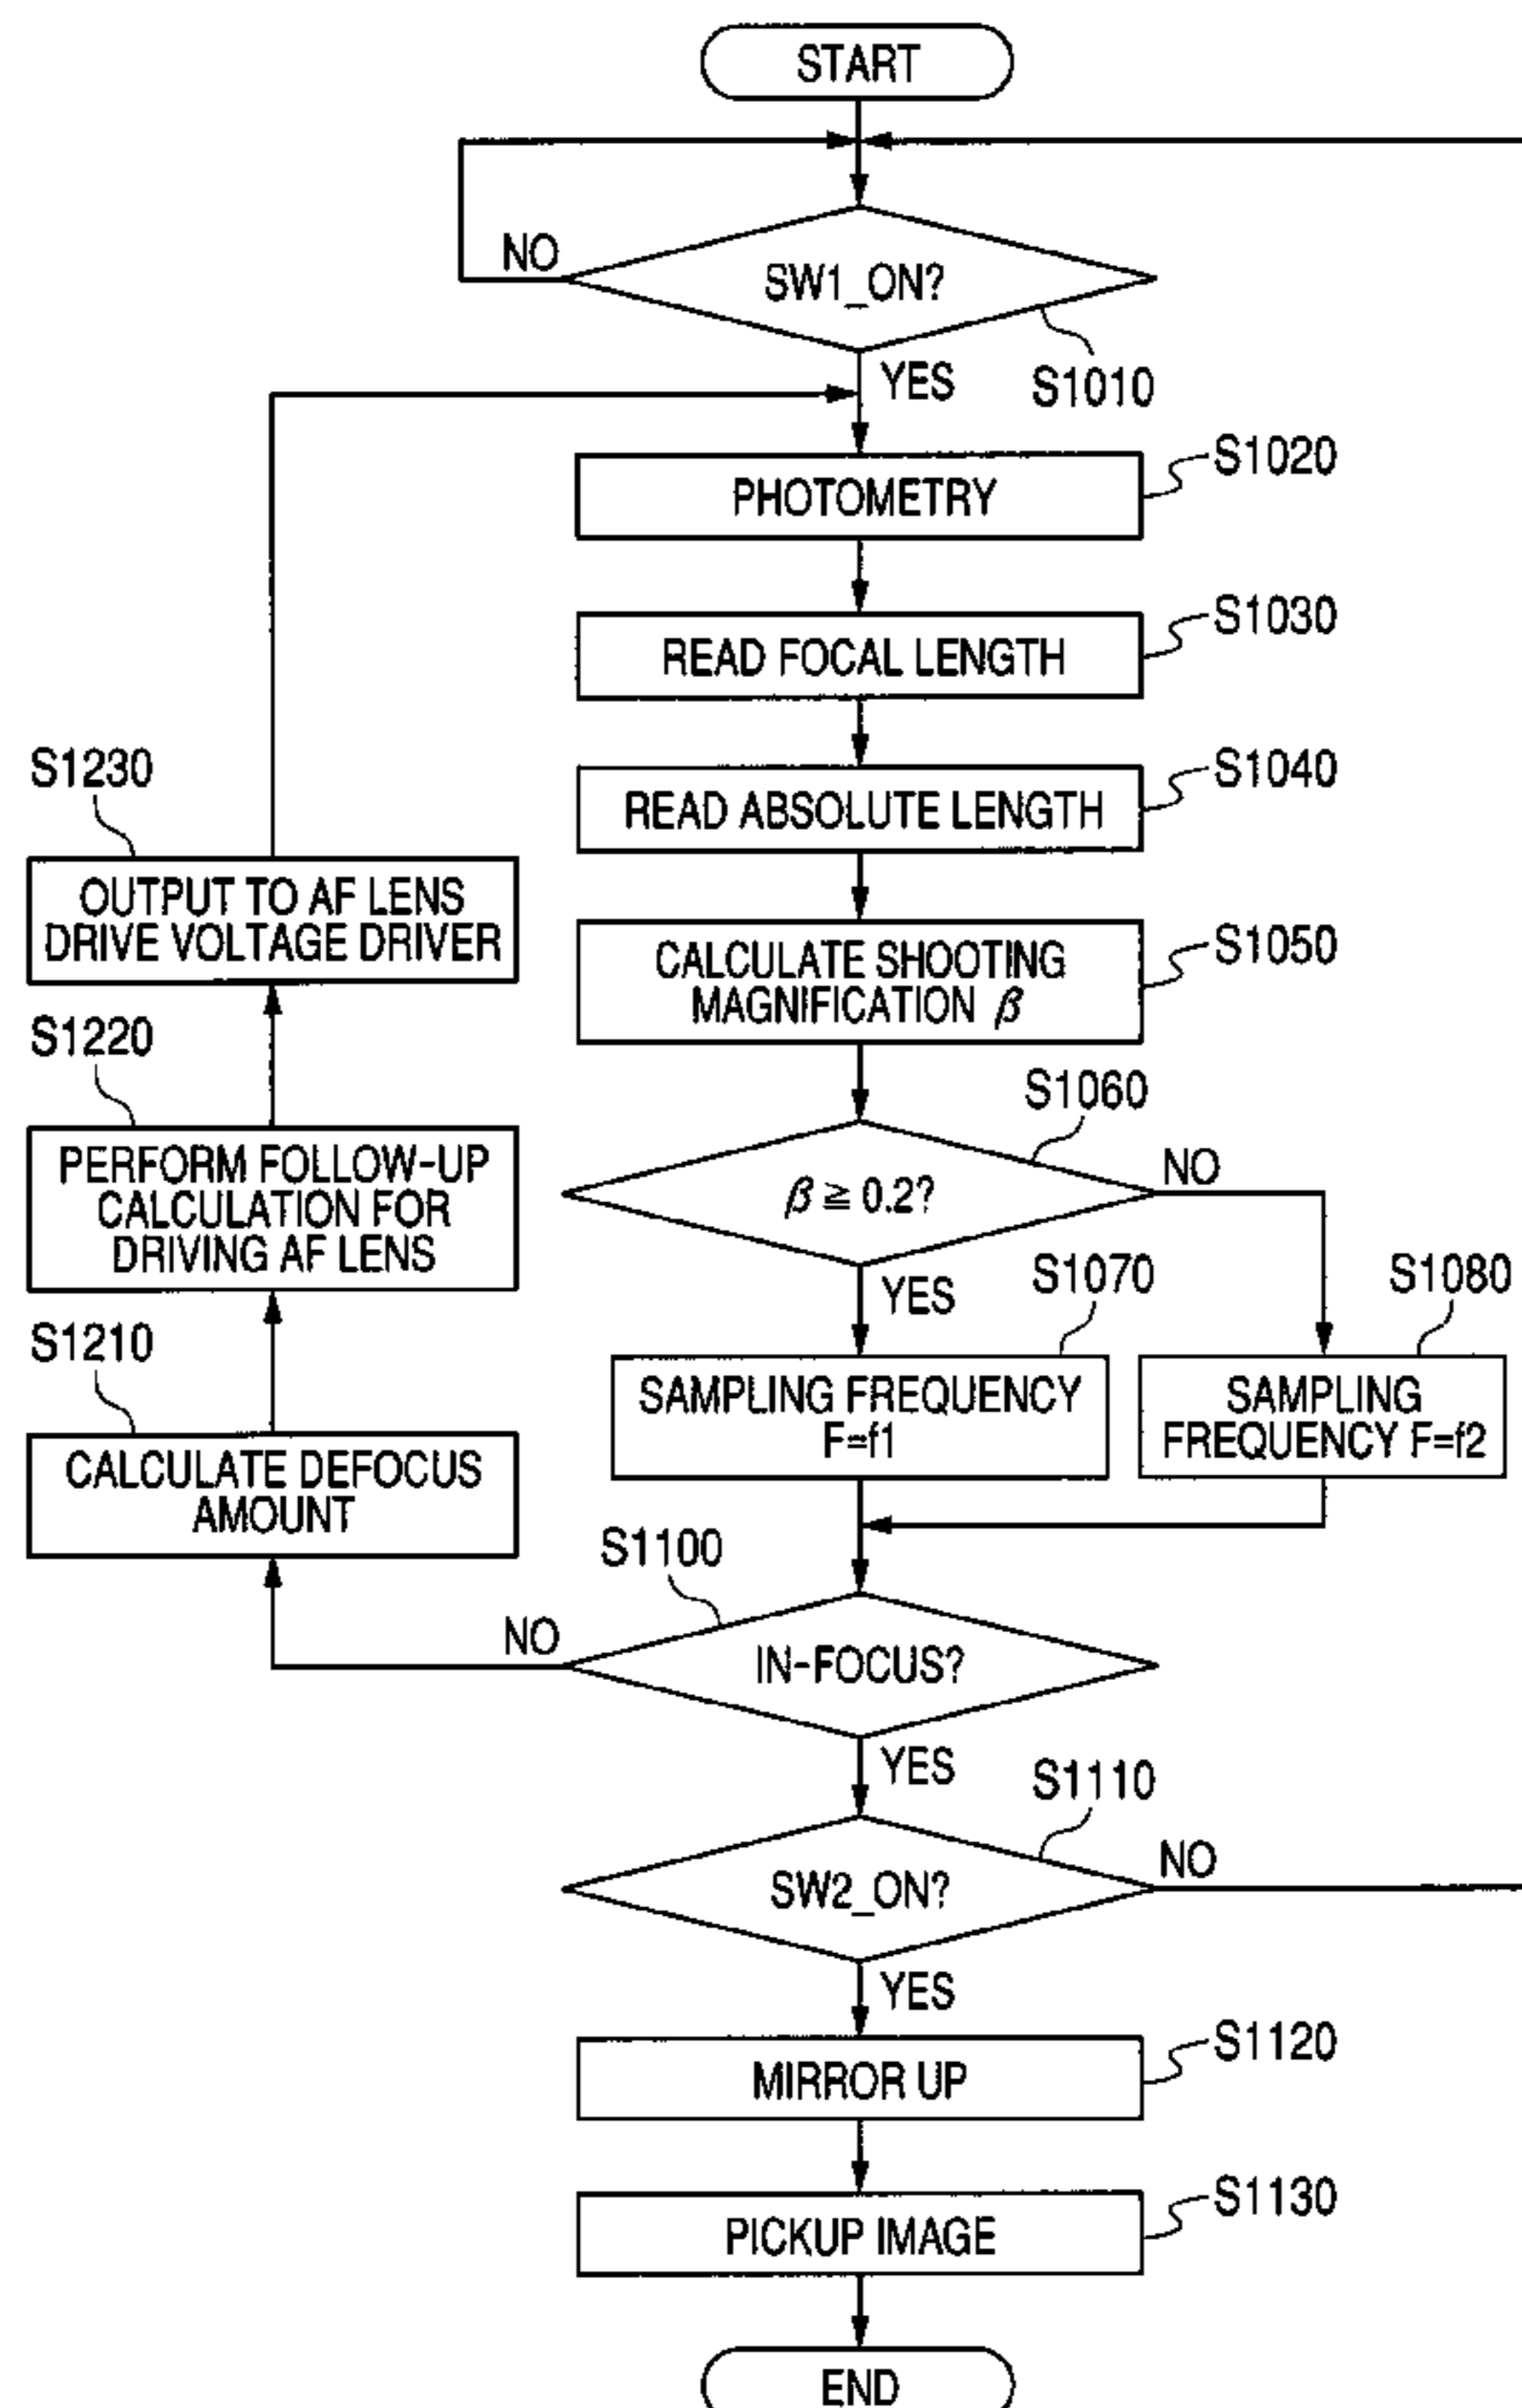 START
NO
SW1_ON?
YES
S1010
PHOTOMETRY
S1020
READ FOCAL LENGTH
S1030
READ ABSOLUTE LENGTH
S1040
CALCULATE SHOOTING
MAGNIFICATION β
S1050
S1060
β ≧ 0.2?
NO
YES
S1070
SAMPLING FREQUENCY
F=f1
S1080
SAMPLING
FREQUENCY F=f2
S1100
IN-FOCUS?
NO
YES
S1210
CALCULATE DEFOCUS
AMOUNT
S1220
PERFORM FOLLOW-UP
CALCULATION FOR
DRIVING AF LENS
S1230
OUTPUT TO AF LENS
DRIVE VOLTAGE DRIVER
S1110
SW2_ON?
NO
YES
MIRROR UP
S1120
PICKUP IMAGE
S1130
END